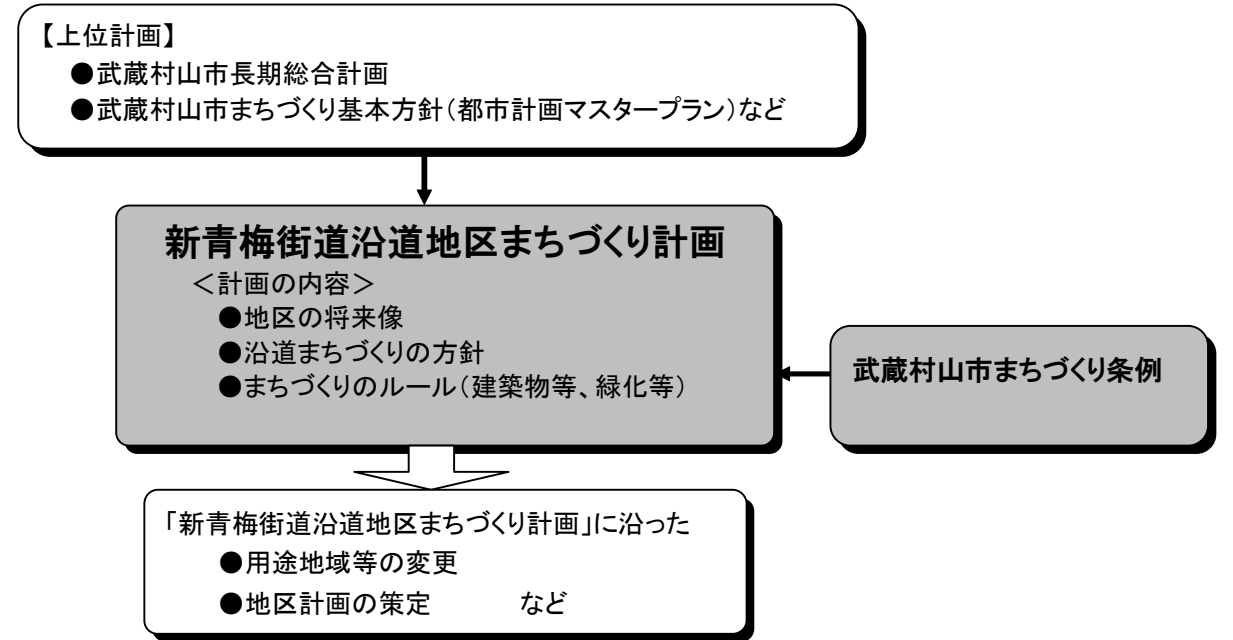 【上位計画】
●武蔵村山市長期総合計画
●武蔵村山市まちづくり基本方針（都市計画マスタープラン）など
新青梅街道沿道地区まちづくり計画
＜計画の内容＞
●地区の将来像
●沿道まちづくりの方針
●まちづくりのルール（建築物等、緑化等）
武蔵村山市まちづくり条例
「新青梅街道沿道地区まちづくり計画」に沿った
●用途地域等の変更
●地区計画の策定　　　など